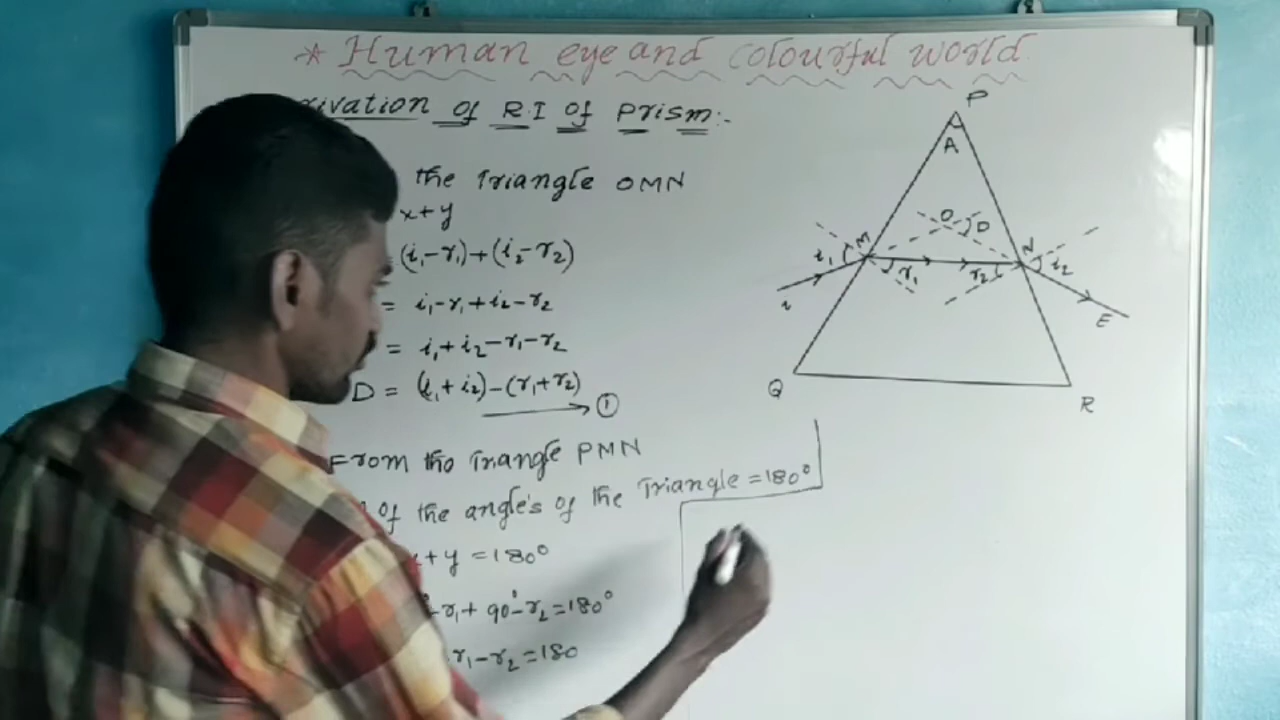 * Human eye and colourful world
ivation of R.I of Prism:-
the Triangle OMN
x+y
(i₁-r₁)+(i₂-r₂)
= i₁-r₁+i₂-r₂
= i₁+i₂-r₁-r₂
D = (i₁+i₂)-(r₁+r₂)
→ ①
From the Triangle PMN
of the angle's of the Triangle = 180°
+y = 180°
-r₁+ 90°-r₂=180°
r₁-r₂=180
P
A
O
D
M
N
i₁
r₁
r₂
i₂
i
E
Q
R